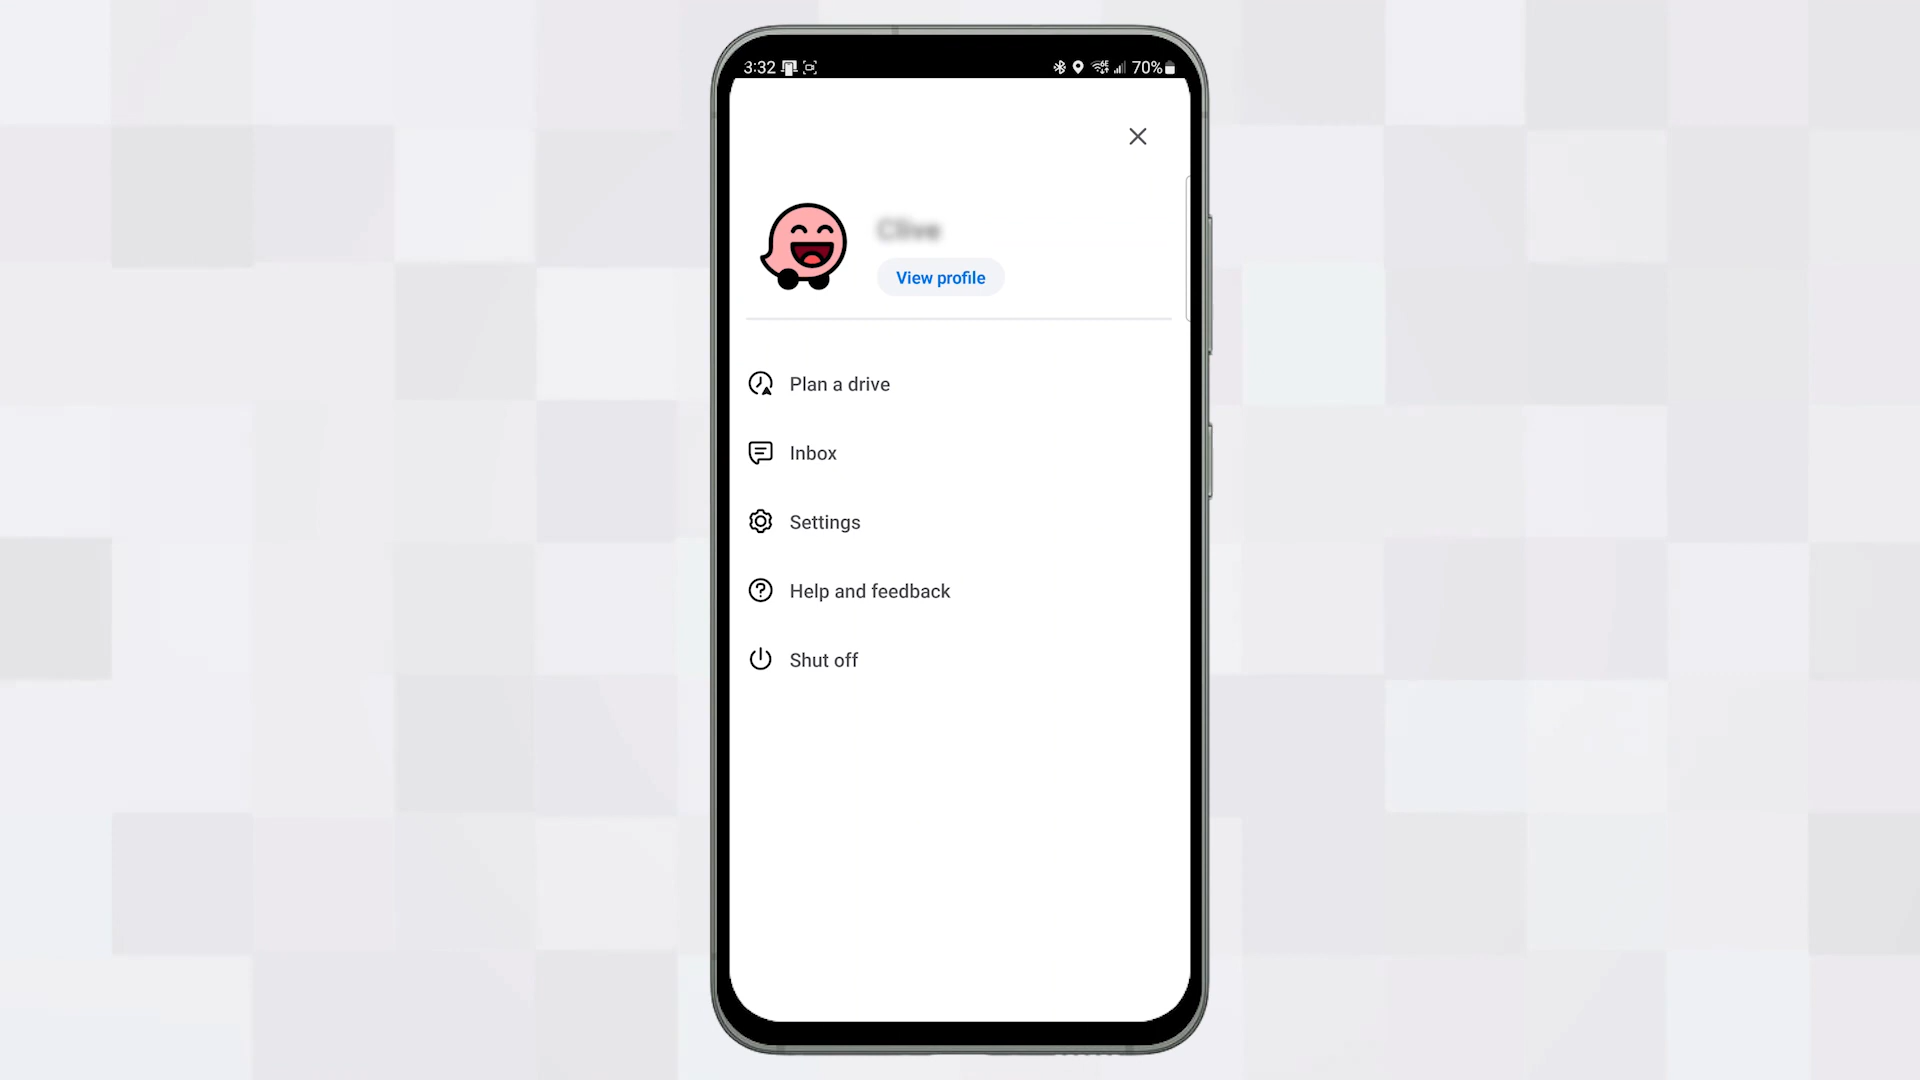 3:32 70%
View profile
Plan a drive
Inbox
Settings
Help and feedback
Shut off